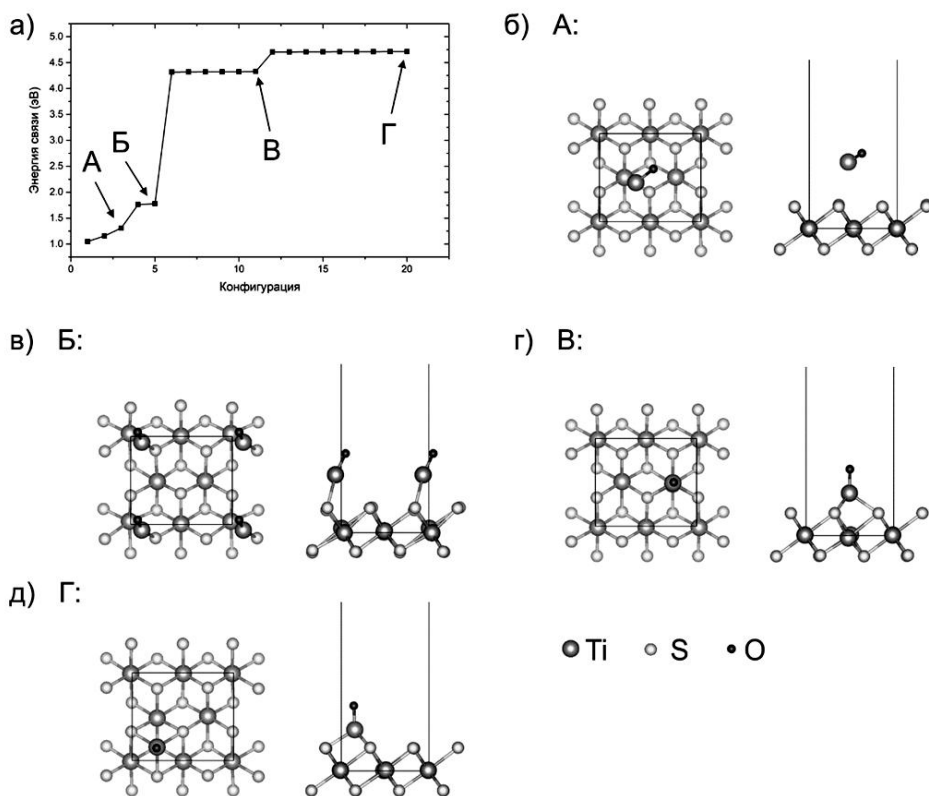 а)
5.0
4.5
4.0
3.5
3.0
2.5
2.0
1.5
1.0
Энергия связи (эВ)
0 5 10 15 20
Конфигурация
А
Б
В
Г
б) А:
в) Б:
г) В:
д) Г:
Ti S O